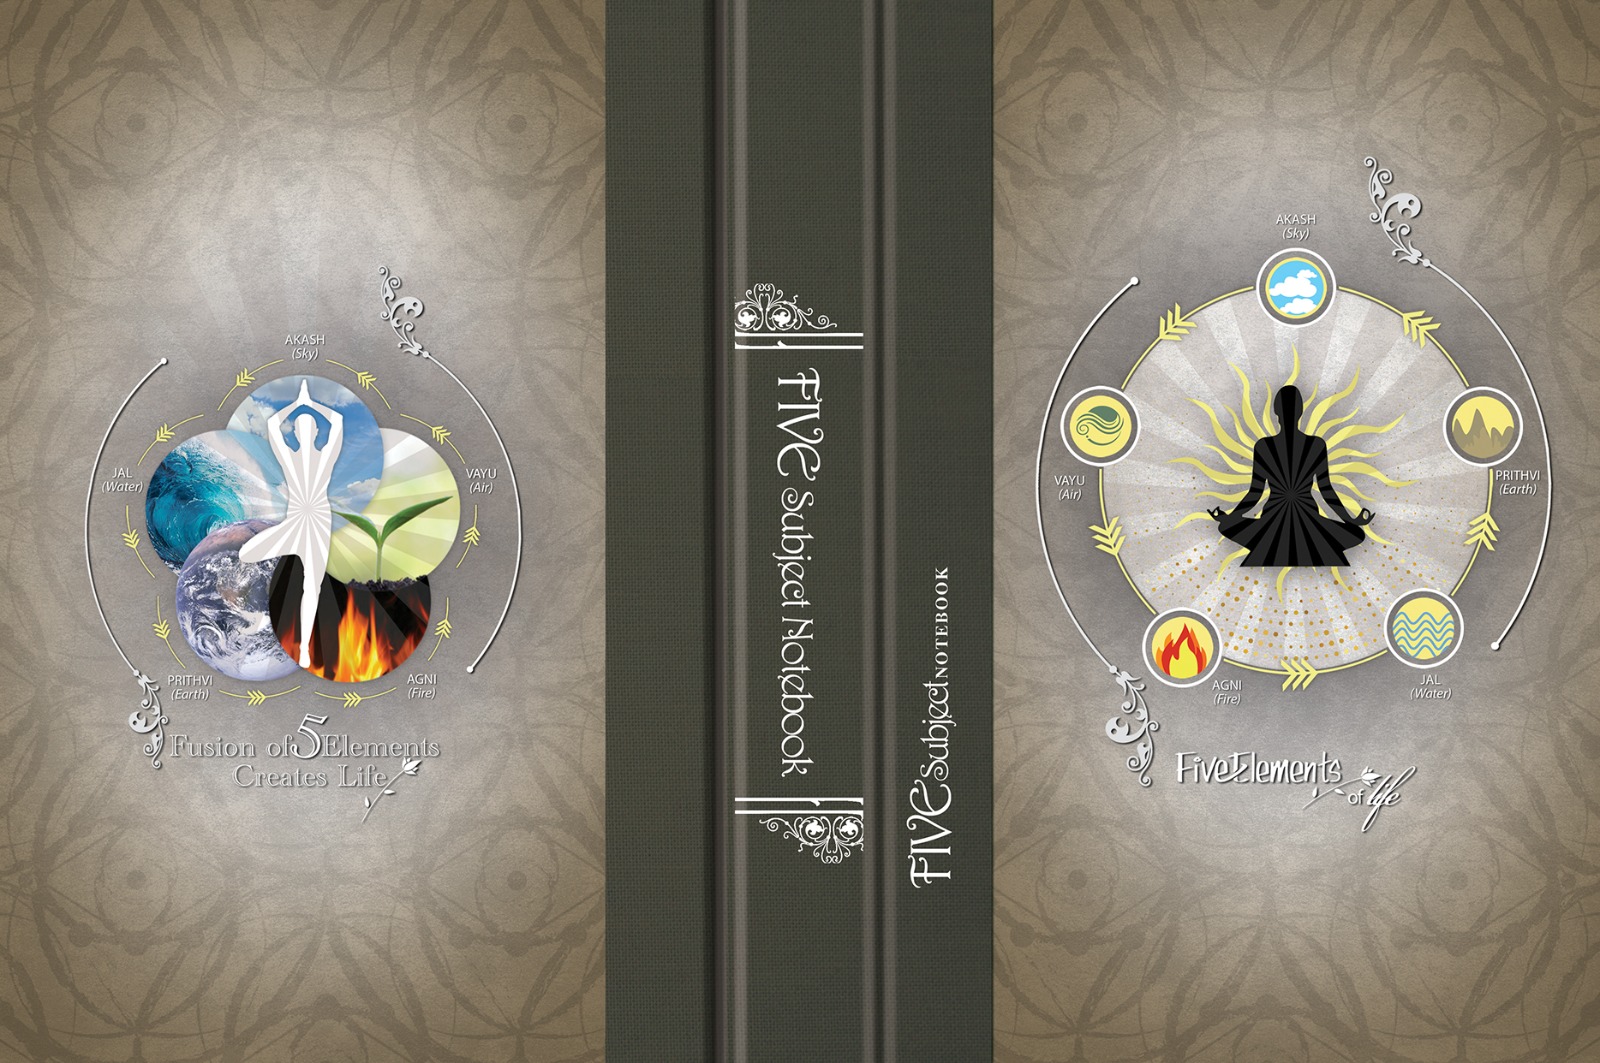 AKASH
(Sky)
JAL
(Water)
VAYU
(Air)
PRITHVI
(Earth)
AGNI
(Fire)
Fusion of 5 Elements
Creates Life
FIVE Subject Notebook
FIVE Subject NOTEBOOK
AKASH
(Sky)
VAYU
(Air)
PRITHVI
(Earth)
AGNI
(Fire)
JAL
(Water)
Five Elements
of life